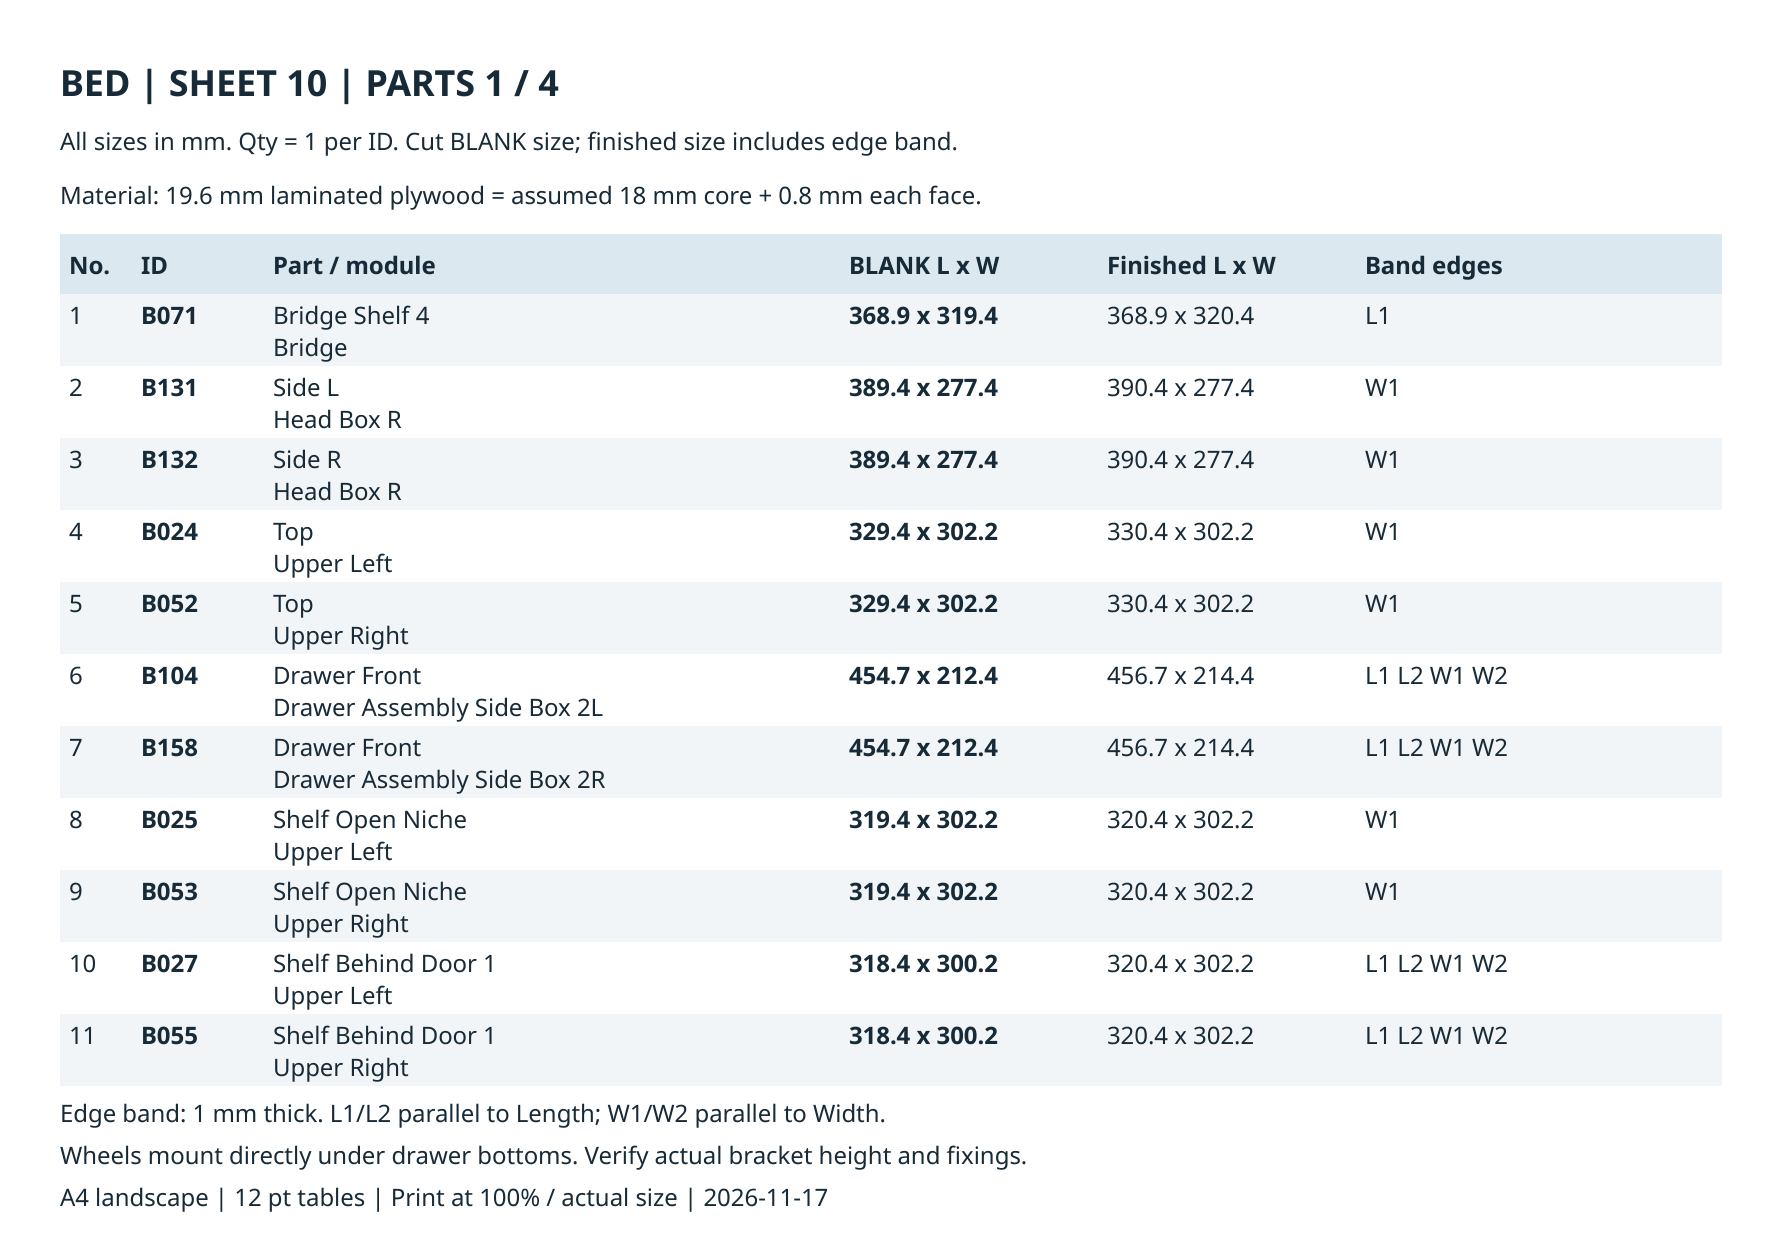 BED | SHEET 10 | PARTS 1 / 4
All sizes in mm. Qty = 1 per ID. Cut BLANK size; finished size includes edge band.
Material: 19.6 mm laminated plywood = assumed 18 mm core + 0.8 mm each face.
No. ID Part / module BLANK L x W Finished L x W Band edges
1 B071 Bridge Shelf 4 368.9 x 319.4 368.9 x 320.4 L1
Bridge
2 B131 Side L 389.4 x 277.4 390.4 x 277.4 W1
Head Box R
3 B132 Side R 389.4 x 277.4 390.4 x 277.4 W1
Head Box R
4 B024 Top 329.4 x 302.2 330.4 x 302.2 W1
Upper Left
5 B052 Top 329.4 x 302.2 330.4 x 302.2 W1
Upper Right
6 B104 Drawer Front 454.7 x 212.4 456.7 x 214.4 L1 L2 W1 W2
Drawer Assembly Side Box 2L
7 B158 Drawer Front 454.7 x 212.4 456.7 x 214.4 L1 L2 W1 W2
Drawer Assembly Side Box 2R
8 B025 Shelf Open Niche 319.4 x 302.2 320.4 x 302.2 W1
Upper Left
9 B053 Shelf Open Niche 319.4 x 302.2 320.4 x 302.2 W1
Upper Right
10 B027 Shelf Behind Door 1 318.4 x 300.2 320.4 x 302.2 L1 L2 W1 W2
Upper Left
11 B055 Shelf Behind Door 1 318.4 x 300.2 320.4 x 302.2 L1 L2 W1 W2
Upper Right
Edge band: 1 mm thick. L1/L2 parallel to Length; W1/W2 parallel to Width.
Wheels mount directly under drawer bottoms. Verify actual bracket height and fixings.
A4 landscape | 12 pt tables | Print at 100% / actual size | 2026-11-17